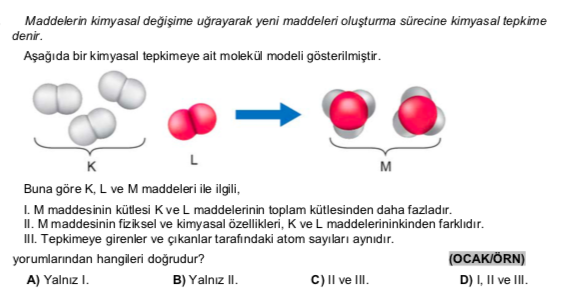 Maddelerin kimyasal değişime uğrayarak yeni maddeleri oluşturma sürecine kimyasal tepkime
denir.
Aşağıda bir kimyasal tepkimeye ait molekül modeli gösterilmiştir.
K
L
M
Buna göre K, L ve M maddeleri ile ilgili,
I. M maddesinin kütlesi K ve L maddelerinin toplam kütlesinden daha fazladır.
II. M maddesinin fiziksel ve kimyasal özellikleri, K ve L maddelerininkinden farklıdır.
III. Tepkimeye girenler ve çıkanlar tarafındaki atom sayıları aynıdır.
yorumlarından hangileri doğrudur? (OCAK/ÖRN)
A) Yalnız I. B) Yalnız II. C) II ve III. D) I, II ve III.